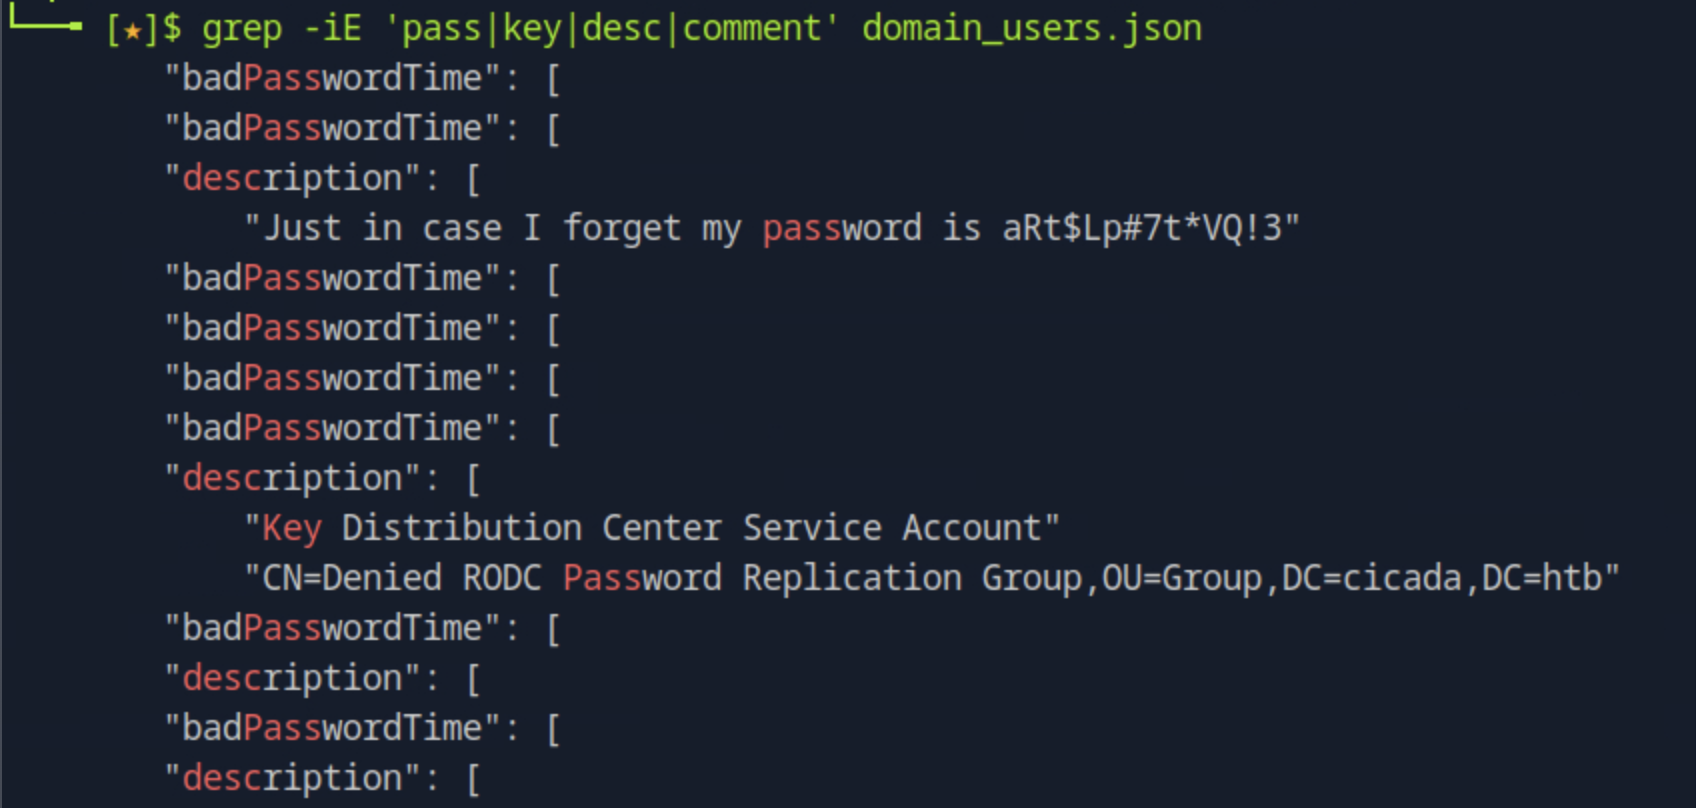 [★]$ grep -iE 'pass|key|desc|comment' domain_users.json
"badPasswordTime": [
"badPasswordTime": [
"description": [
"Just in case I forget my password is aRt$Lp#7t*VQ!3"
"badPasswordTime": [
"badPasswordTime": [
"badPasswordTime": [
"badPasswordTime": [
"description": [
"Key Distribution Center Service Account"
"CN=Denied RODC Password Replication Group,OU=Group,DC=cicada,DC=htb"
"badPasswordTime": [
"description": [
"badPasswordTime": [
"description": [